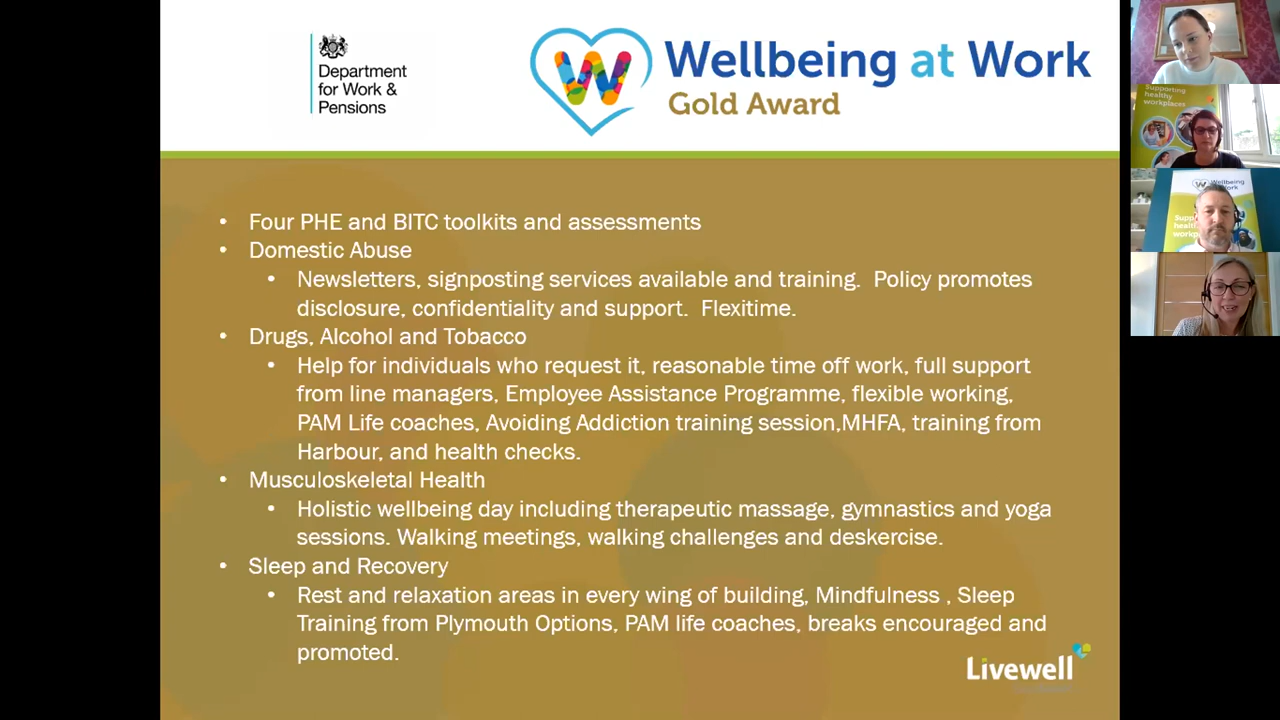 Department
for Work &
Pensions
Wellbeing at Work
Gold Award
• Four PHE and BITC toolkits and assessments
• Domestic Abuse
• Newsletters, signposting services available and training.  Policy promotes
disclosure, confidentiality and support.  Flexitime.
• Drugs, Alcohol and Tobacco
• Help for individuals who request it, reasonable time off work, full support
from line managers, Employee Assistance Programme, flexible working,
PAM Life coaches, Avoiding Addiction training session,MHFA, training from
Harbour, and health checks.
• Musculoskeletal Health
• Holistic wellbeing day including therapeutic massage, gymnastics and yoga
sessions. Walking meetings, walking challenges and deskercise.
• Sleep and Recovery
• Rest and relaxation areas in every wing of building, Mindfulness , Sleep
Training from Plymouth Options, PAM life coaches, breaks encouraged and
promoted.
Livewell
Supporting
healthy
workplaces
Wellbeing
Work